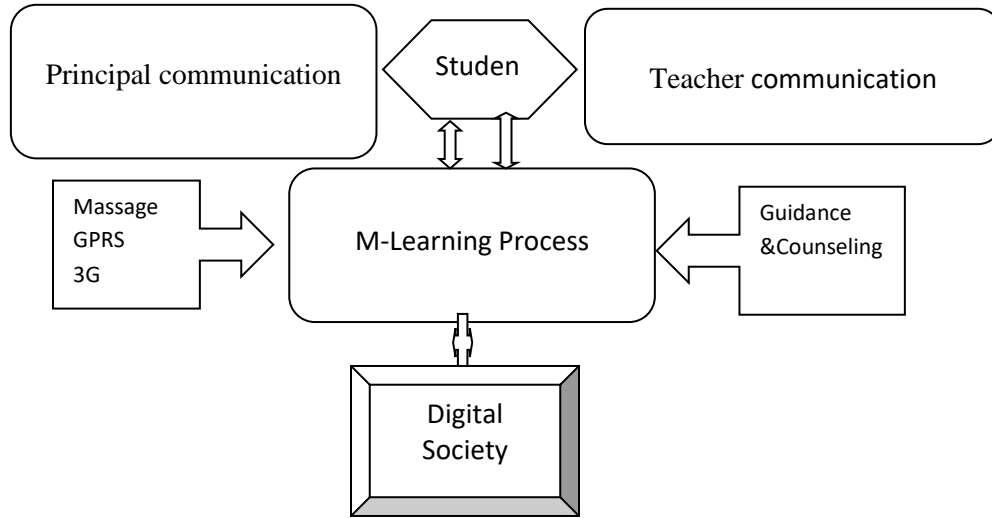 Principal communication
Studen
Teacher communication
Massage
GPRS
3G
M-Learning Process
Guidance
&Counseling
Digital
Society